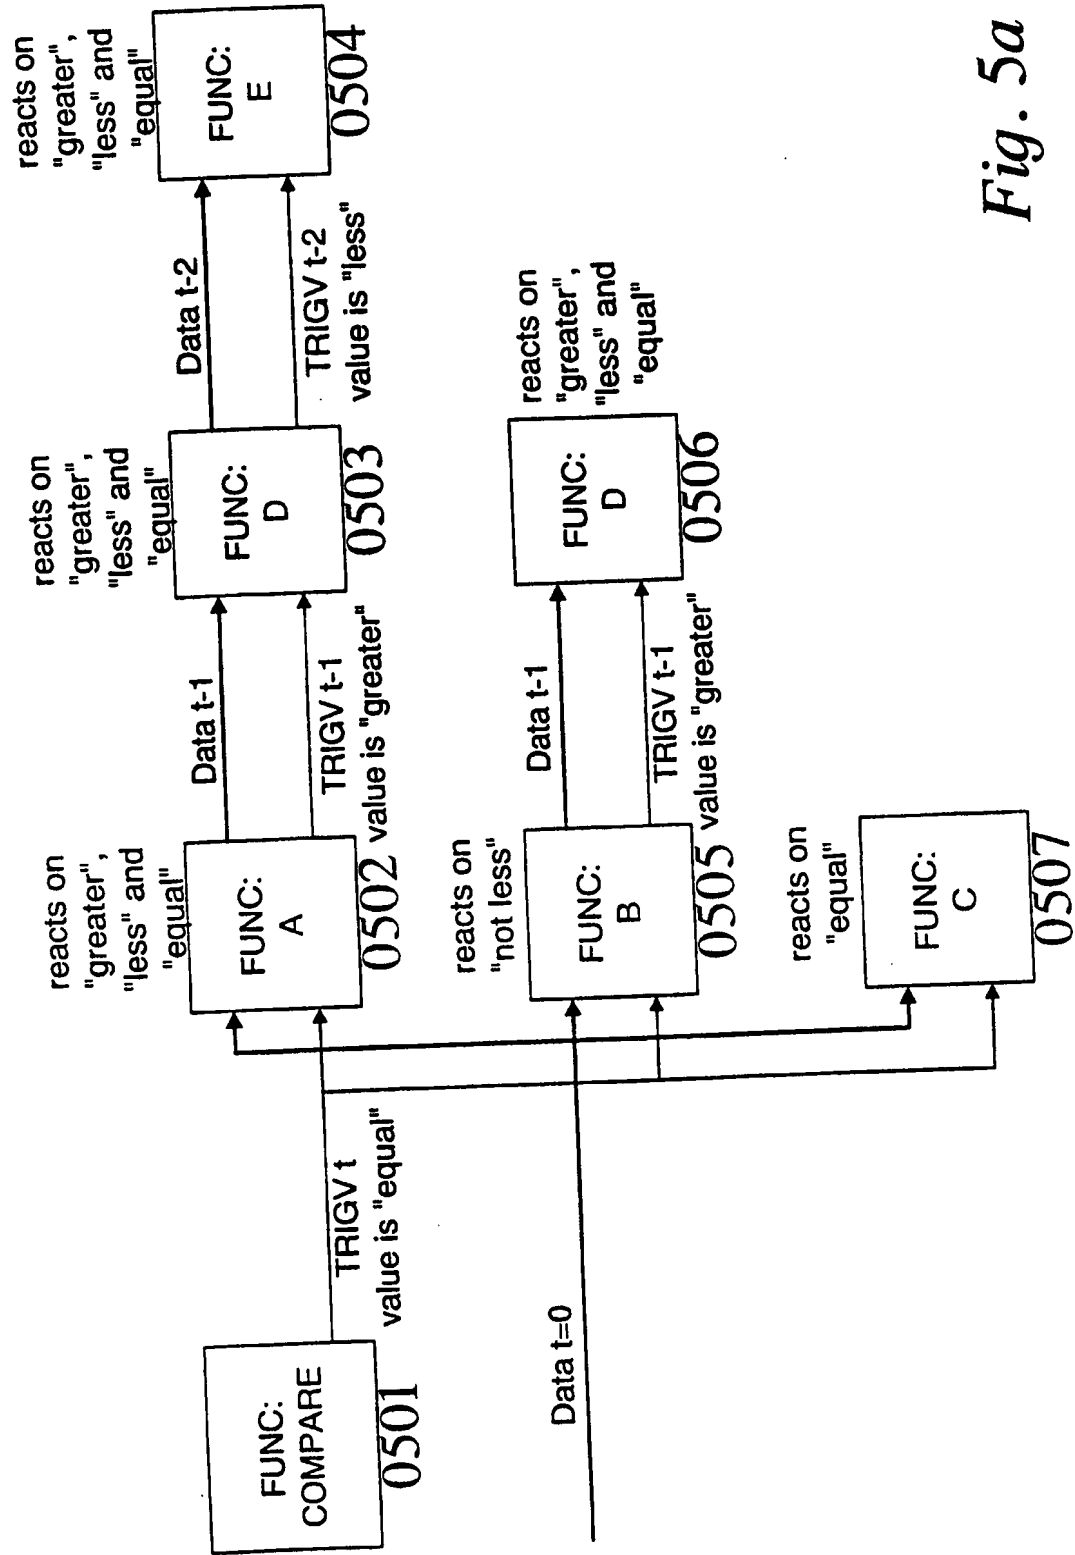 reacts on
"greater",
"less" and
"equal"
FUNC:
E
0504
Data t-2
TRIGV t-2
value is "less"
reacts on
"greater",
"less" and
"equal"
FUNC:
D
0503
Data t-1
TRIGV t-1
value is "greater"
reacts on
"greater",
"less" and
"equal"
FUNC:
A
0502
reacts on
"greater",
"less" and
"equal"
FUNC:
D
0506
Data t-1
TRIGV t-1
value is "greater"
reacts on
"not less"
FUNC:
B
0505
reacts on
"equal"
FUNC:
C
0507
TRIGV t
value is "equal"
FUNC:
COMPARE
0501
Data t=0
Fig. 5a